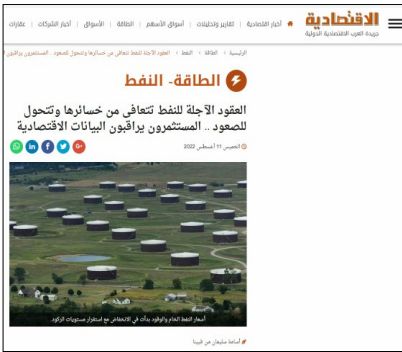 الاقتصادية
جريدة العرب الاقتصادية الدولية
أخبار اقتصادية | تقارير وتحليلات | أسواق الأسهم | الطاقة | الأسواق | أخبار الشركات | عقارات
الرئيسية › الطاقة › النفط › العقود الآجلة للنفط تتعافى من خسائرها وتتحول للصعود .. المستثمرون يراقبون
الطاقة- النفط
العقود الآجلة للنفط تتعافى من خسائرها وتتحول
للصعود .. المستثمرون يراقبون البيانات الاقتصادية
الخميس 11 أغسطس 2022
أسعار النفط الخام والوقود بدأت في الانخفاض مع استقرار مستويات الركود.
أسامة سليمان من فيينا